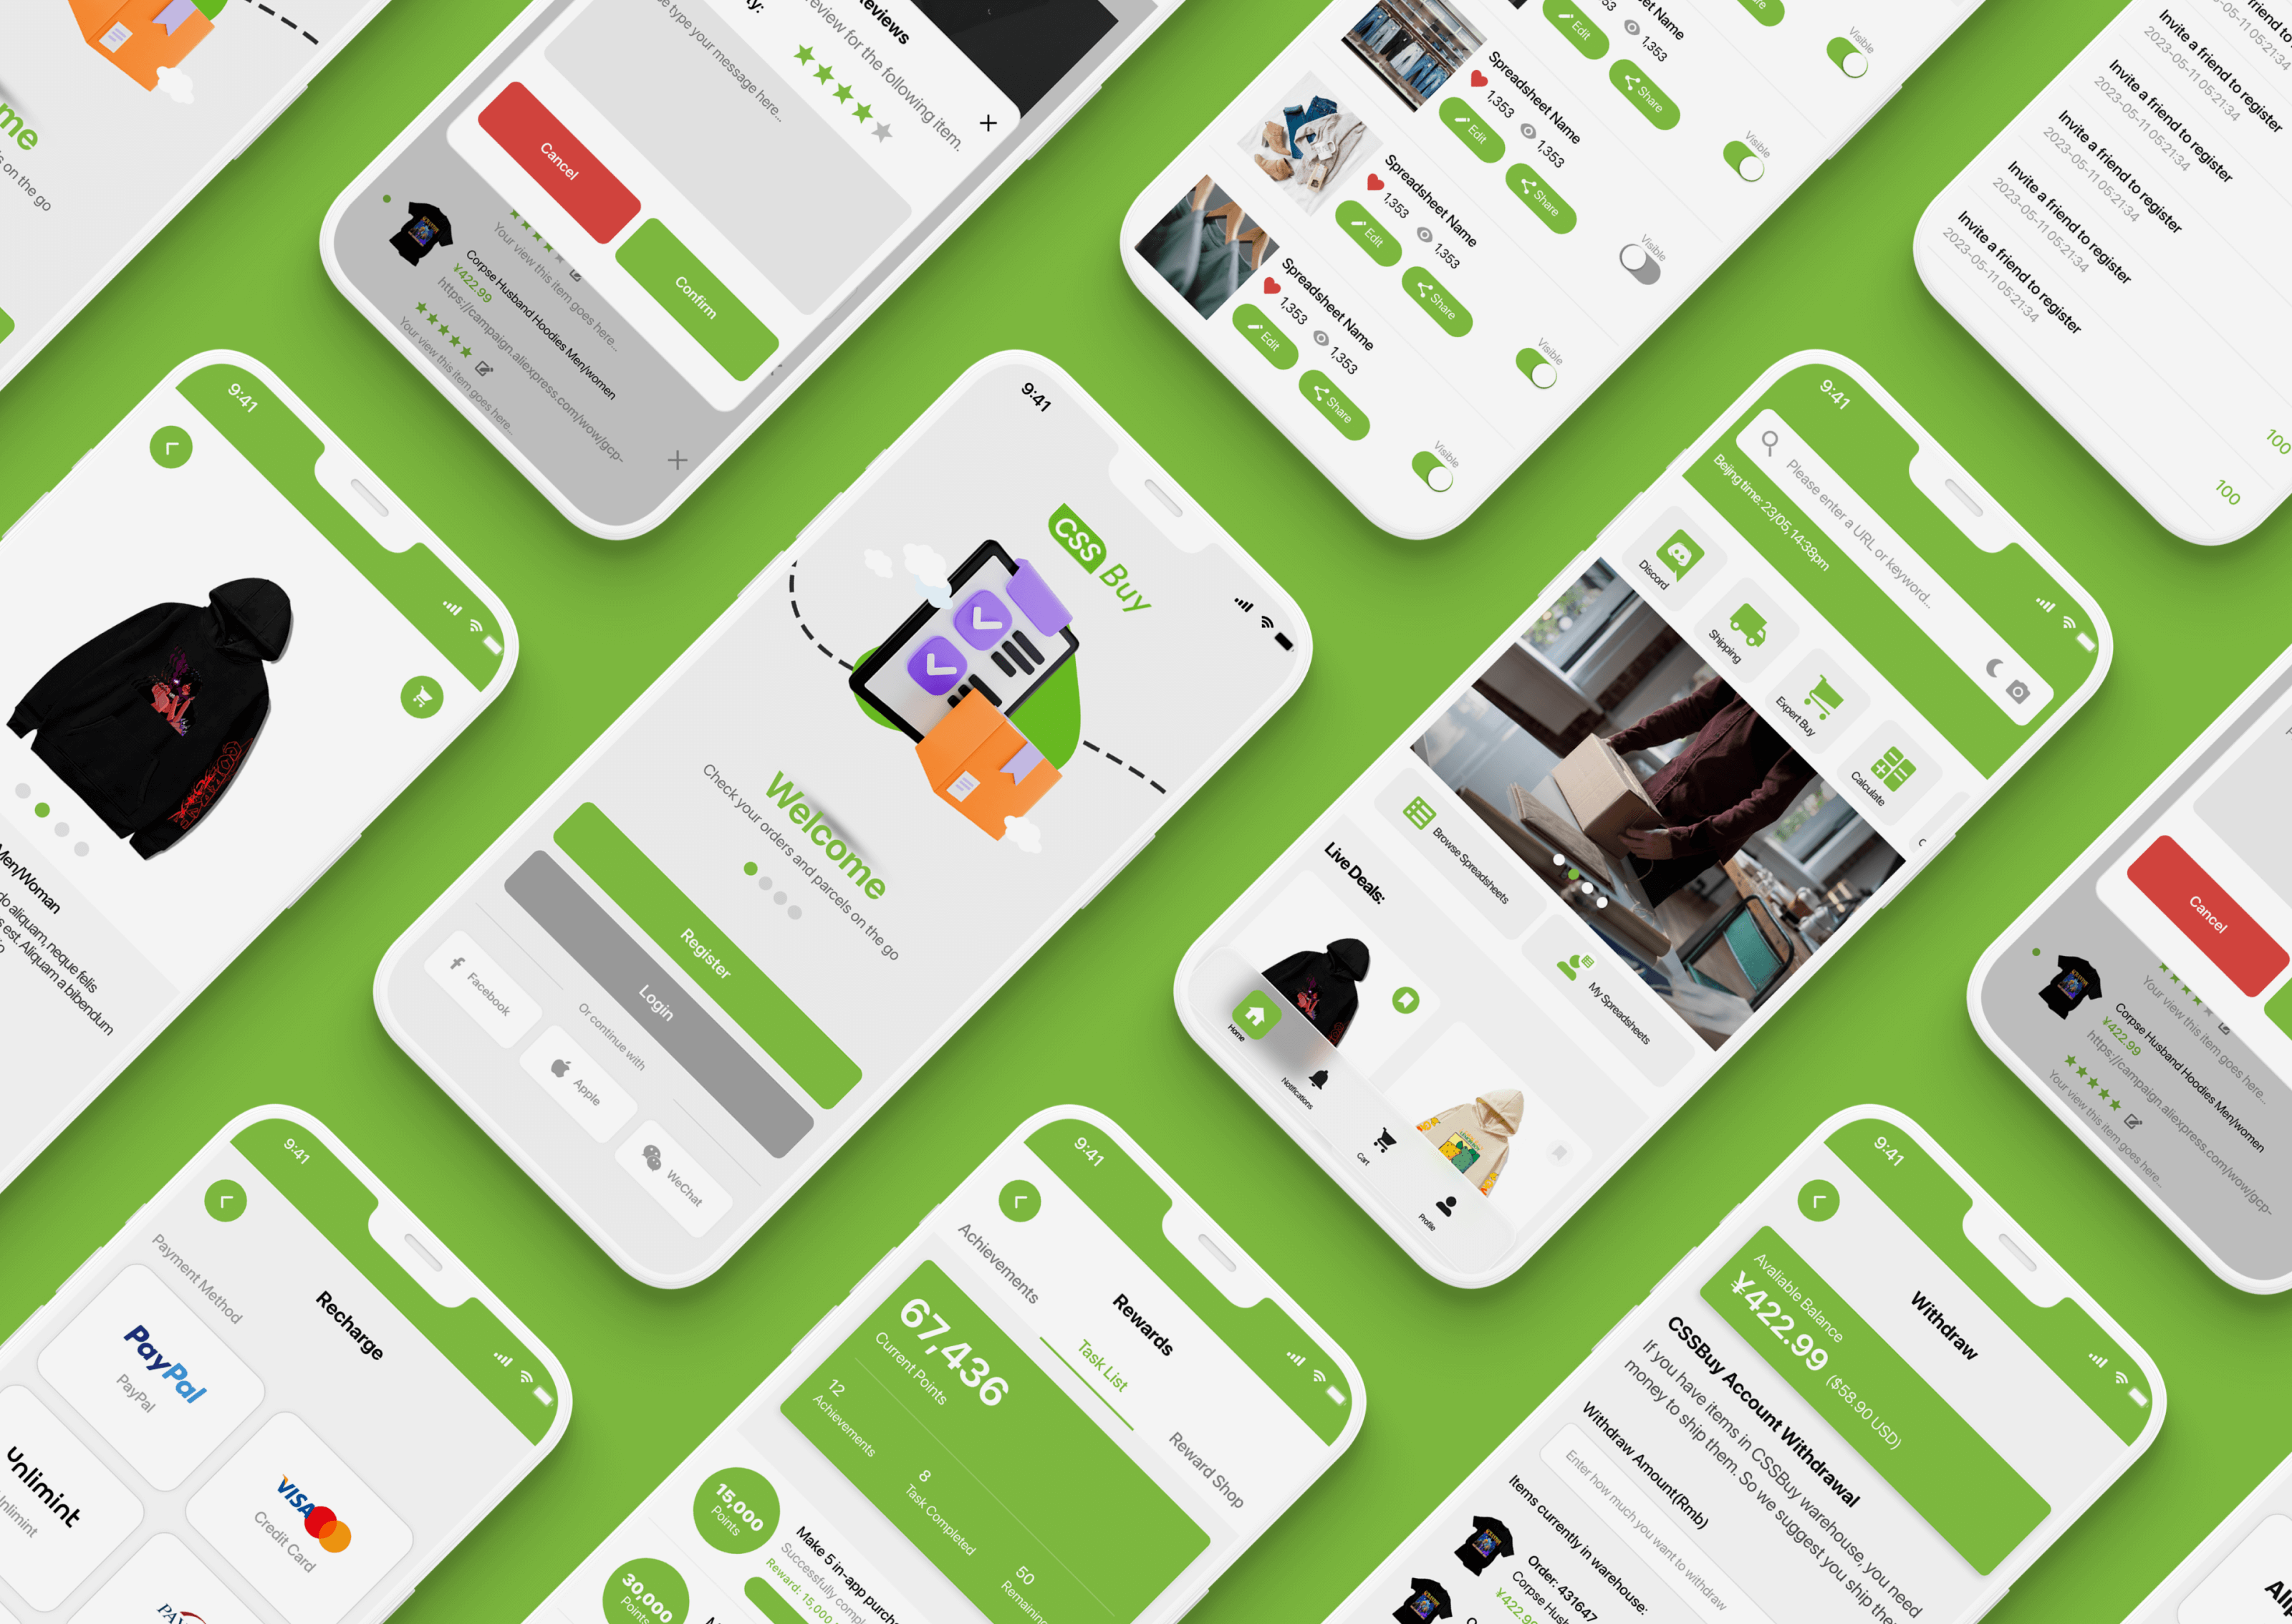 me
s on the go
Reviews
review for the following item.
ty:
e type your message here...
Cancel
Confirm
Your view this item goes here...
Corpse Husband Hoodies Men/women
¥422.99
https://campaign.aliexpress.com/wow/gcp-
Your view this item goes here...
Spreadsheet Name
1,353
Edit
Share
Visible
Spreadsheet Name
1,353
1,353
Edit
Share
Visible
Spreadsheet Name
1,353
1,353
Edit
Share
Visible
Spreadsheet Name
1,353
1,353
Edit
Share
Visible
Visible
Invite a friend to register
2023-05-11 05:21:34
Invite a friend to register
2023-05-11 05:21:34
Invite a friend to register
2023-05-11 05:21:34
Invite a friend to register
2023-05-11 05:21:34
Invite a friend to register
2023-05-11 05:21:34
100
100
9:41
Men/Woman
do aliquam, neque felis
s est. Aliquam a bibendum
9:41
CSS Buy
Welcome
Check your orders and parcels on the go
Register
Login
Or continue with
Facebook
Apple
WeChat
9:41
Please enter a URL or keyword...
Beijing time: 23/05, 14:38pm
Discord
Shipping
Expert Buy
Calculate
Browse Spreadsheets
My Spreadsheets
Live Deals:
Home
Notifications
Cart
Profile
Cancel
Your view this item goes here...
Corpse Husband Hoodies Men/women
¥422.99
https://campaign.aliexpress.com/wow/gcp-
Your view this item goes here...
9:41
Recharge
Payment Method
PayPal
PayPal
VISA
Credit Card
Unlimint
Unlimint
9:41
Rewards
Achievements
Task List
Reward Shop
67,436
Current Points
12
Achievements
8
Task Completed
50
Remaining
15,000
Points
Make 5 in-app purch
Successfully compl
Reward: 15,000
30,000
Points
9:41
Withdraw
Avaliable Balance
¥422.99 ($58.90 USD)
CSSBuy Account Withdrawal
If you have items in CSSBuy warehouse, you need
money to ship them. So we suggest you ship the
Withdraw Amount(Rmb)
Enter how much you want to withdraw
Items currently in warehouse:
Order: 431647
Corpse Hus
¥422.9